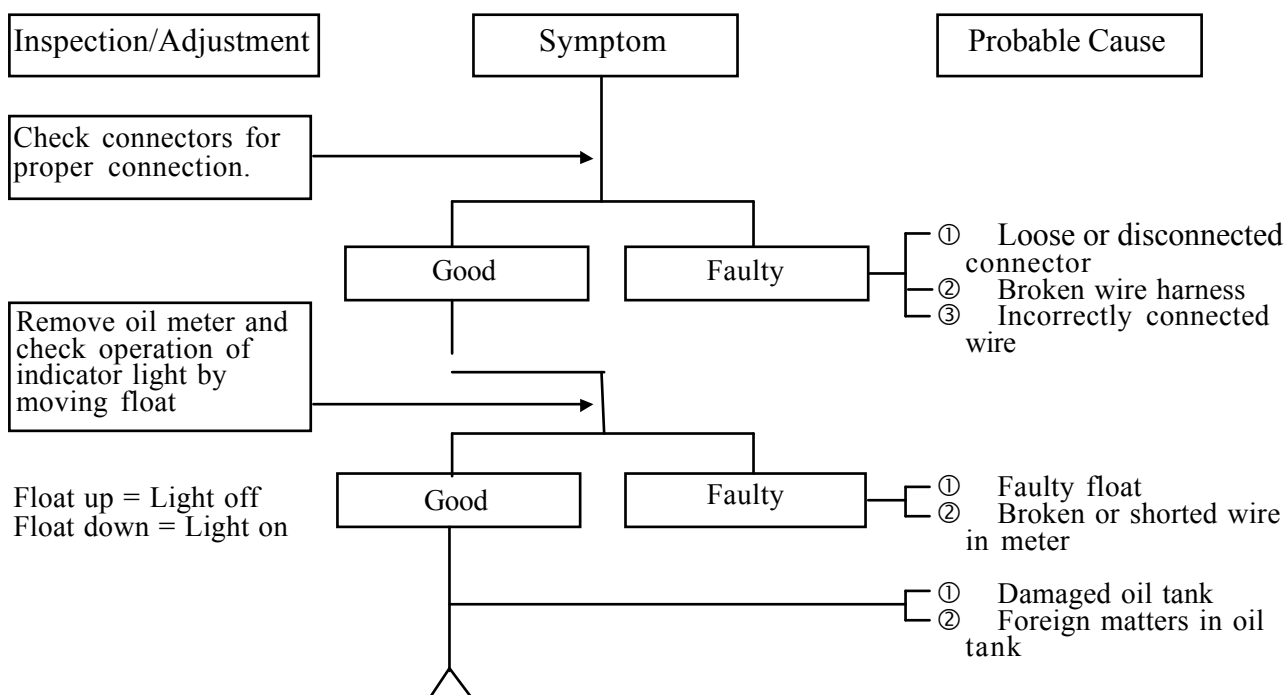 Inspection/Adjustment
Symptom
Probable Cause
Check connectors for
proper connection.
Good
Faulty
① Loose or disconnected
connector
② Broken wire harness
③ Incorrectly connected
wire
Remove oil meter and
check operation of
indicator light by
moving float
Float up = Light off
Float down = Light on
Good
Faulty
① Faulty float
② Broken or shorted wire
in meter
① Damaged oil tank
② Foreign matters in oil
tank